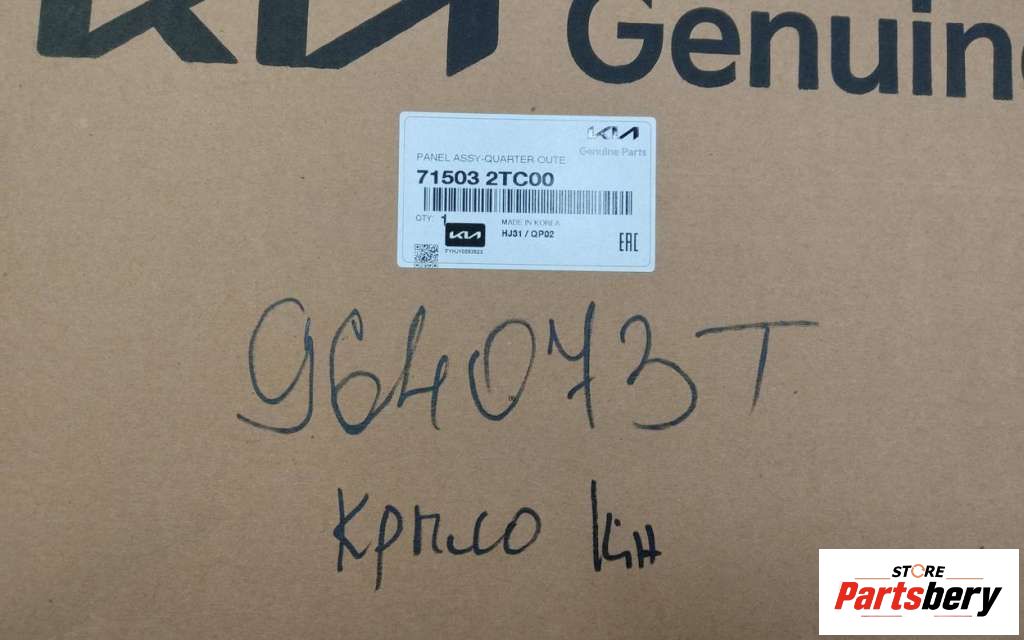 KIA Genuine
KIA
Genuine Parts
PANEL ASSY-QUARTER OUTE
71503 2TC00
QTY: 1
MADE IN KOREA
HJ31 / QP02
KIA
EAC
964073T
Крыло
STORE
Partsbery